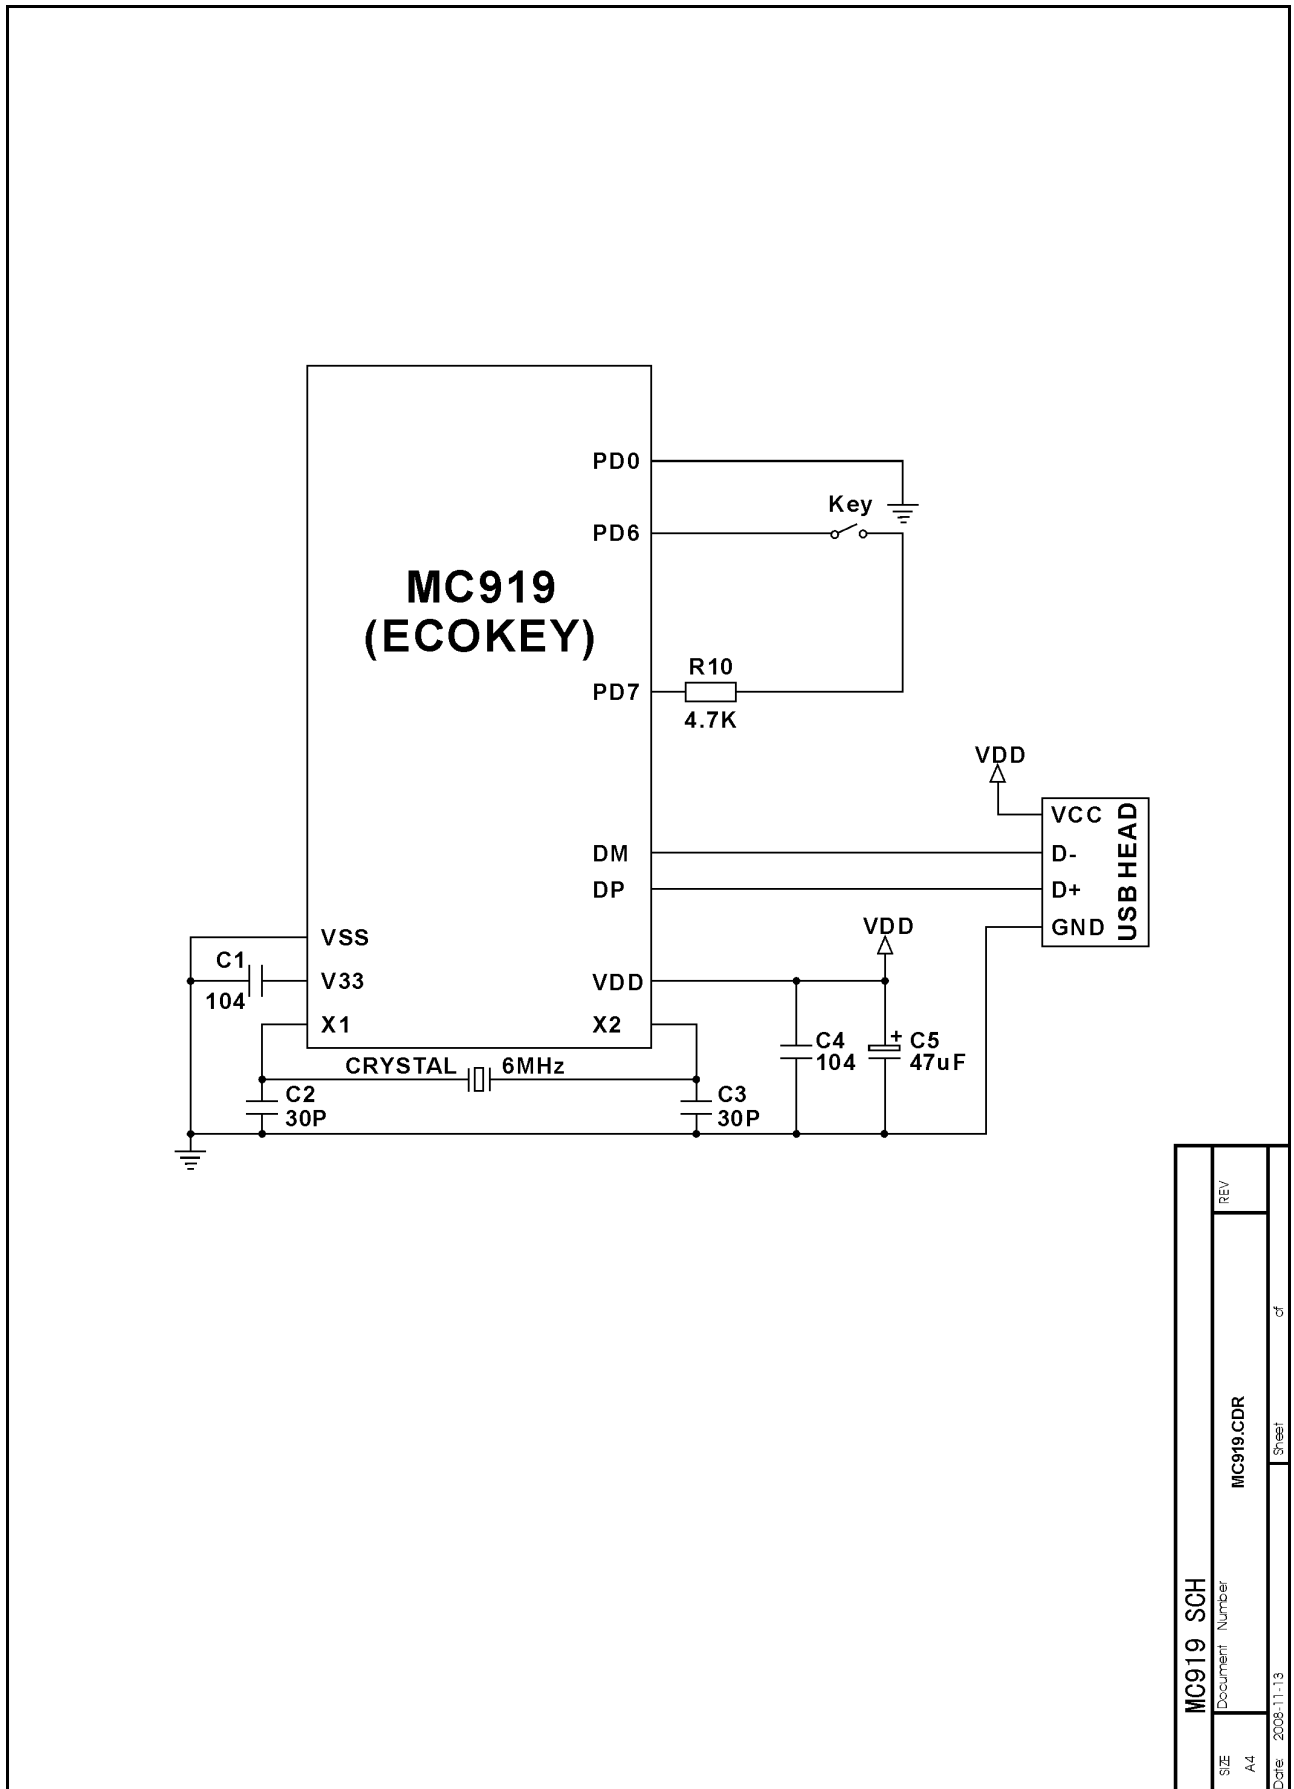 PD0
Key
PD6
MC919
(ECOKEY)
R10
PD7
4.7K
VDD
VCC
DM
D-
DP
D+
USB HEAD
VDD
GND
VSS
C1
V33
104
VDD
X1
X2
C4
104
+
C5
47uF
CRYSTAL
6MHz
C2
30P
C3
30P
MC919 SCH
SIZE
A4
Document Number
MC919.CDR
REV
Date: 2008-11-13
Sheet of